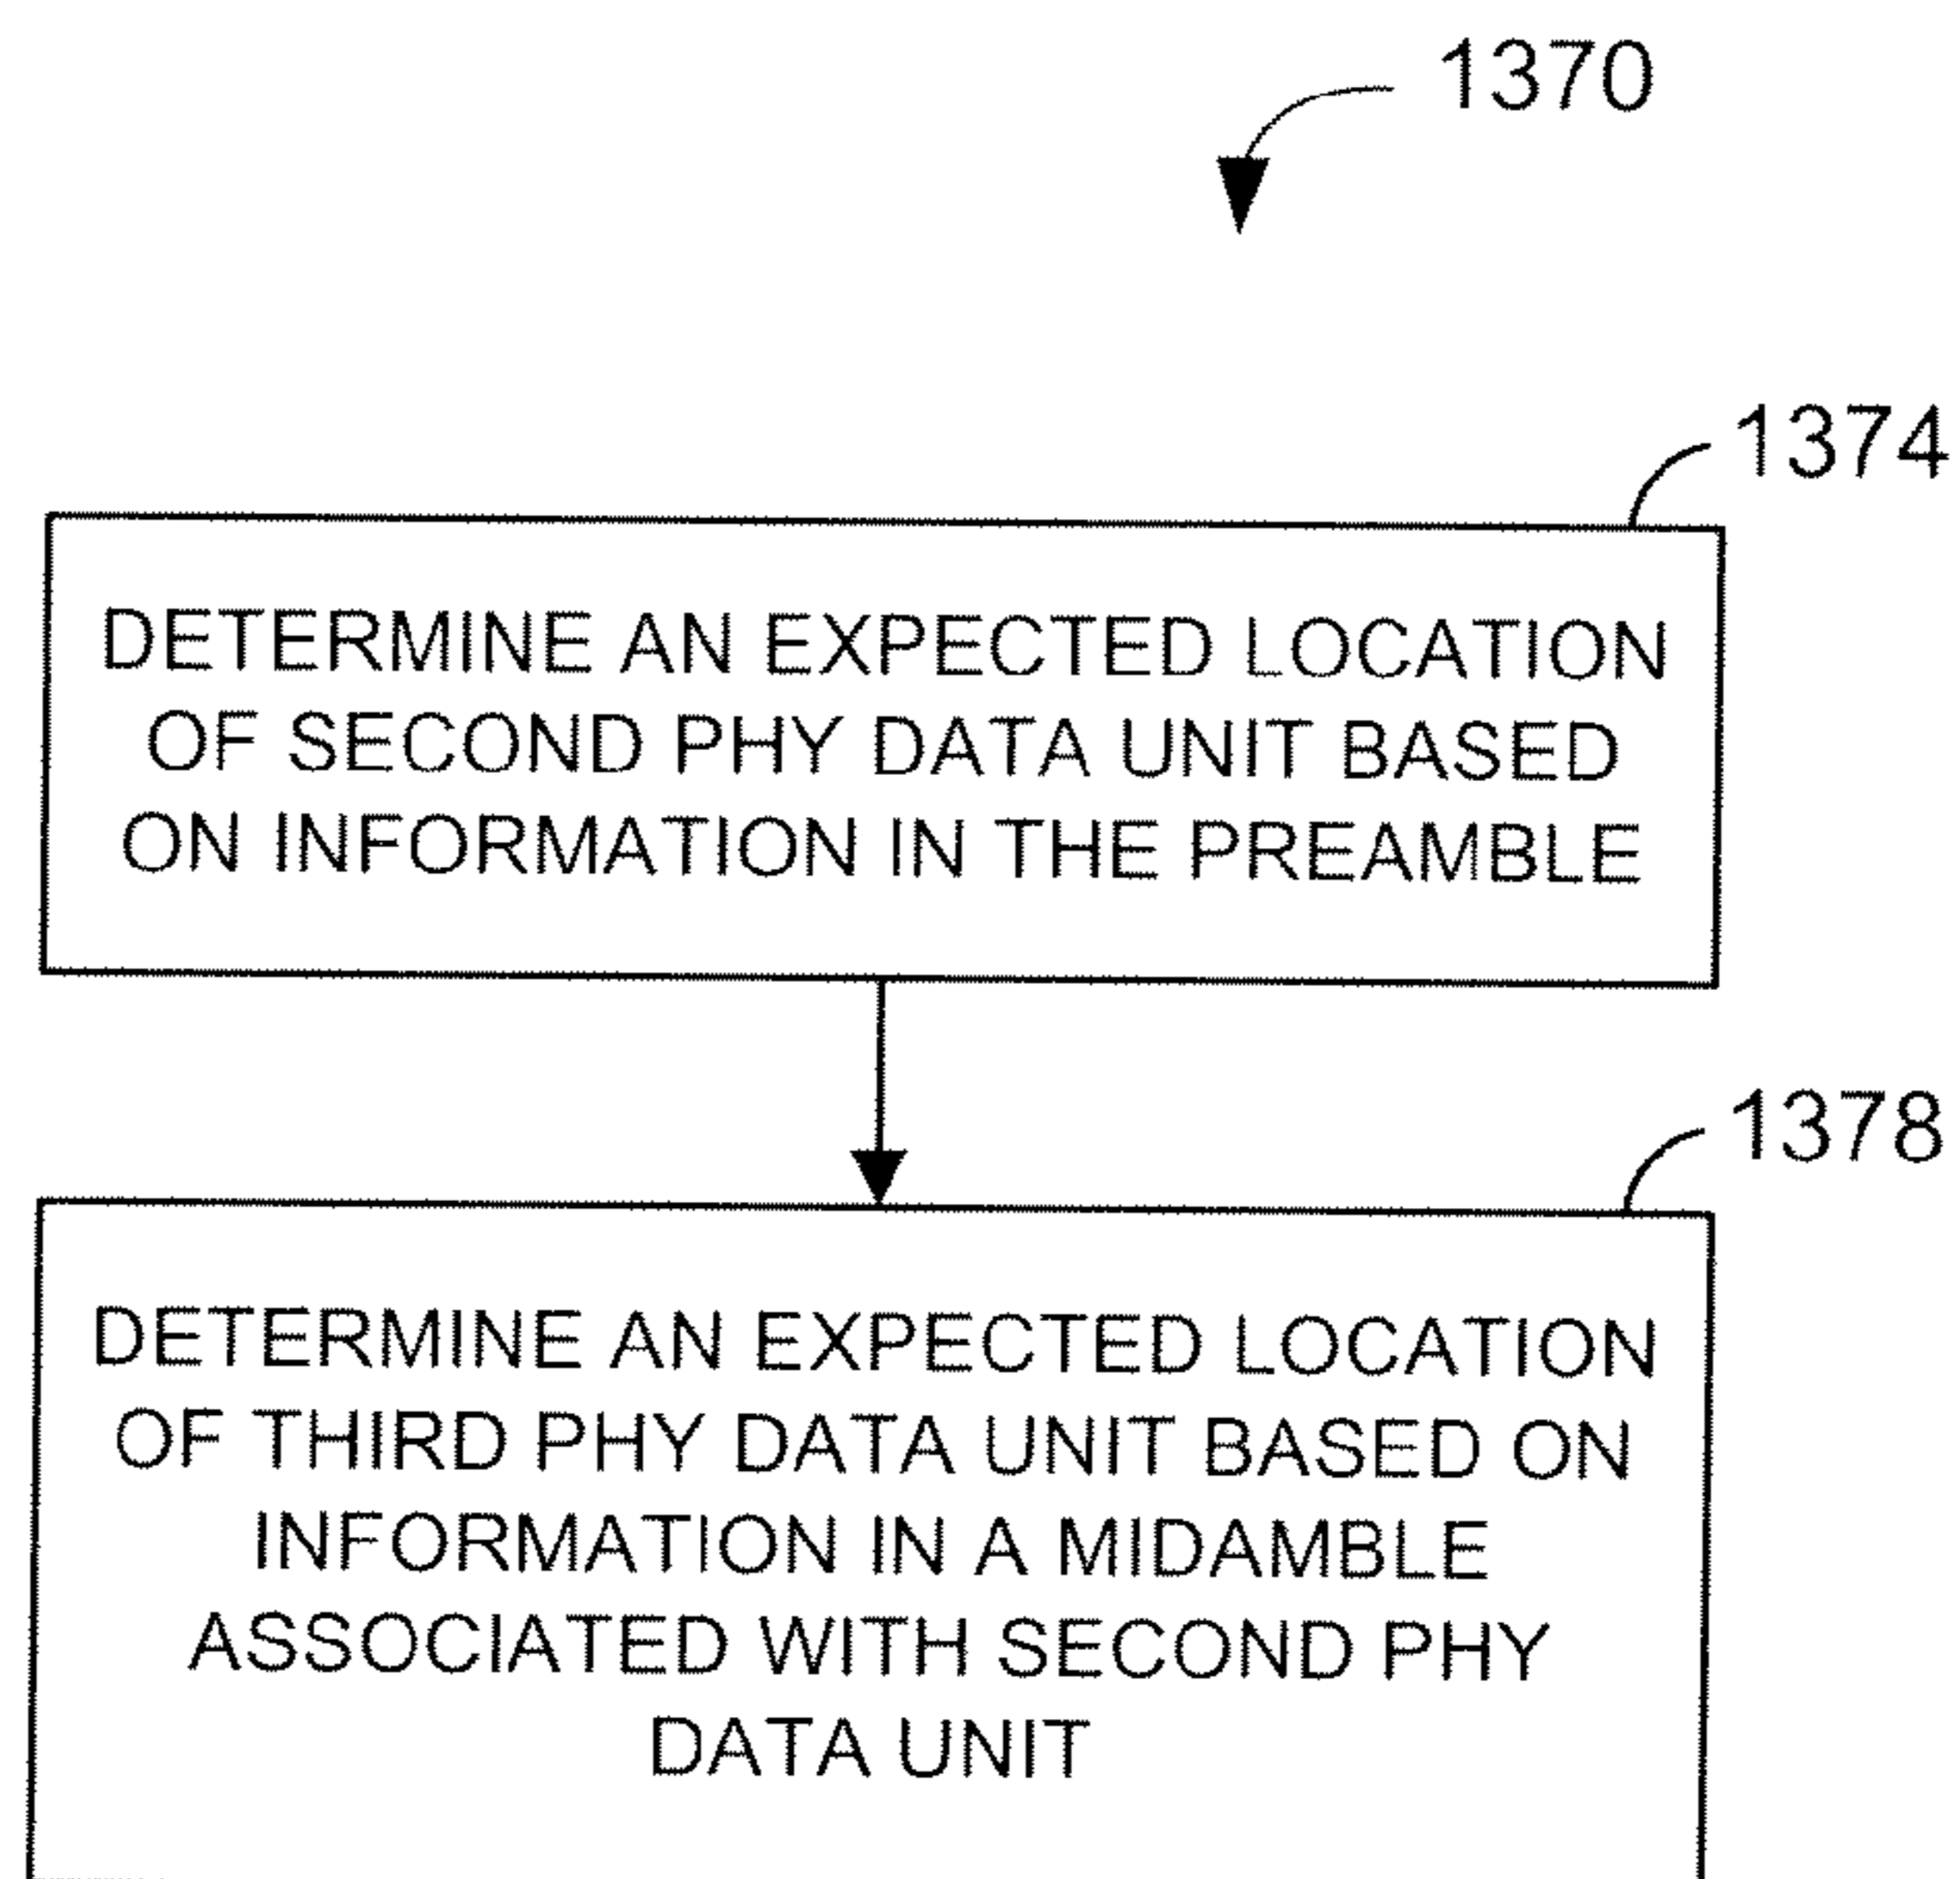 1370
1374
DETERMINE AN EXPECTED LOCATION
OF SECOND PHY DATA UNIT BASED
ON INFORMATION IN THE PREAMBLE
1378
DETERMINE AN EXPECTED LOCATION
OF THIRD PHY DATA UNIT BASED ON
INFORMATION IN A MIDAMBLE
ASSOCIATED WITH SECOND PHY
DATA UNIT